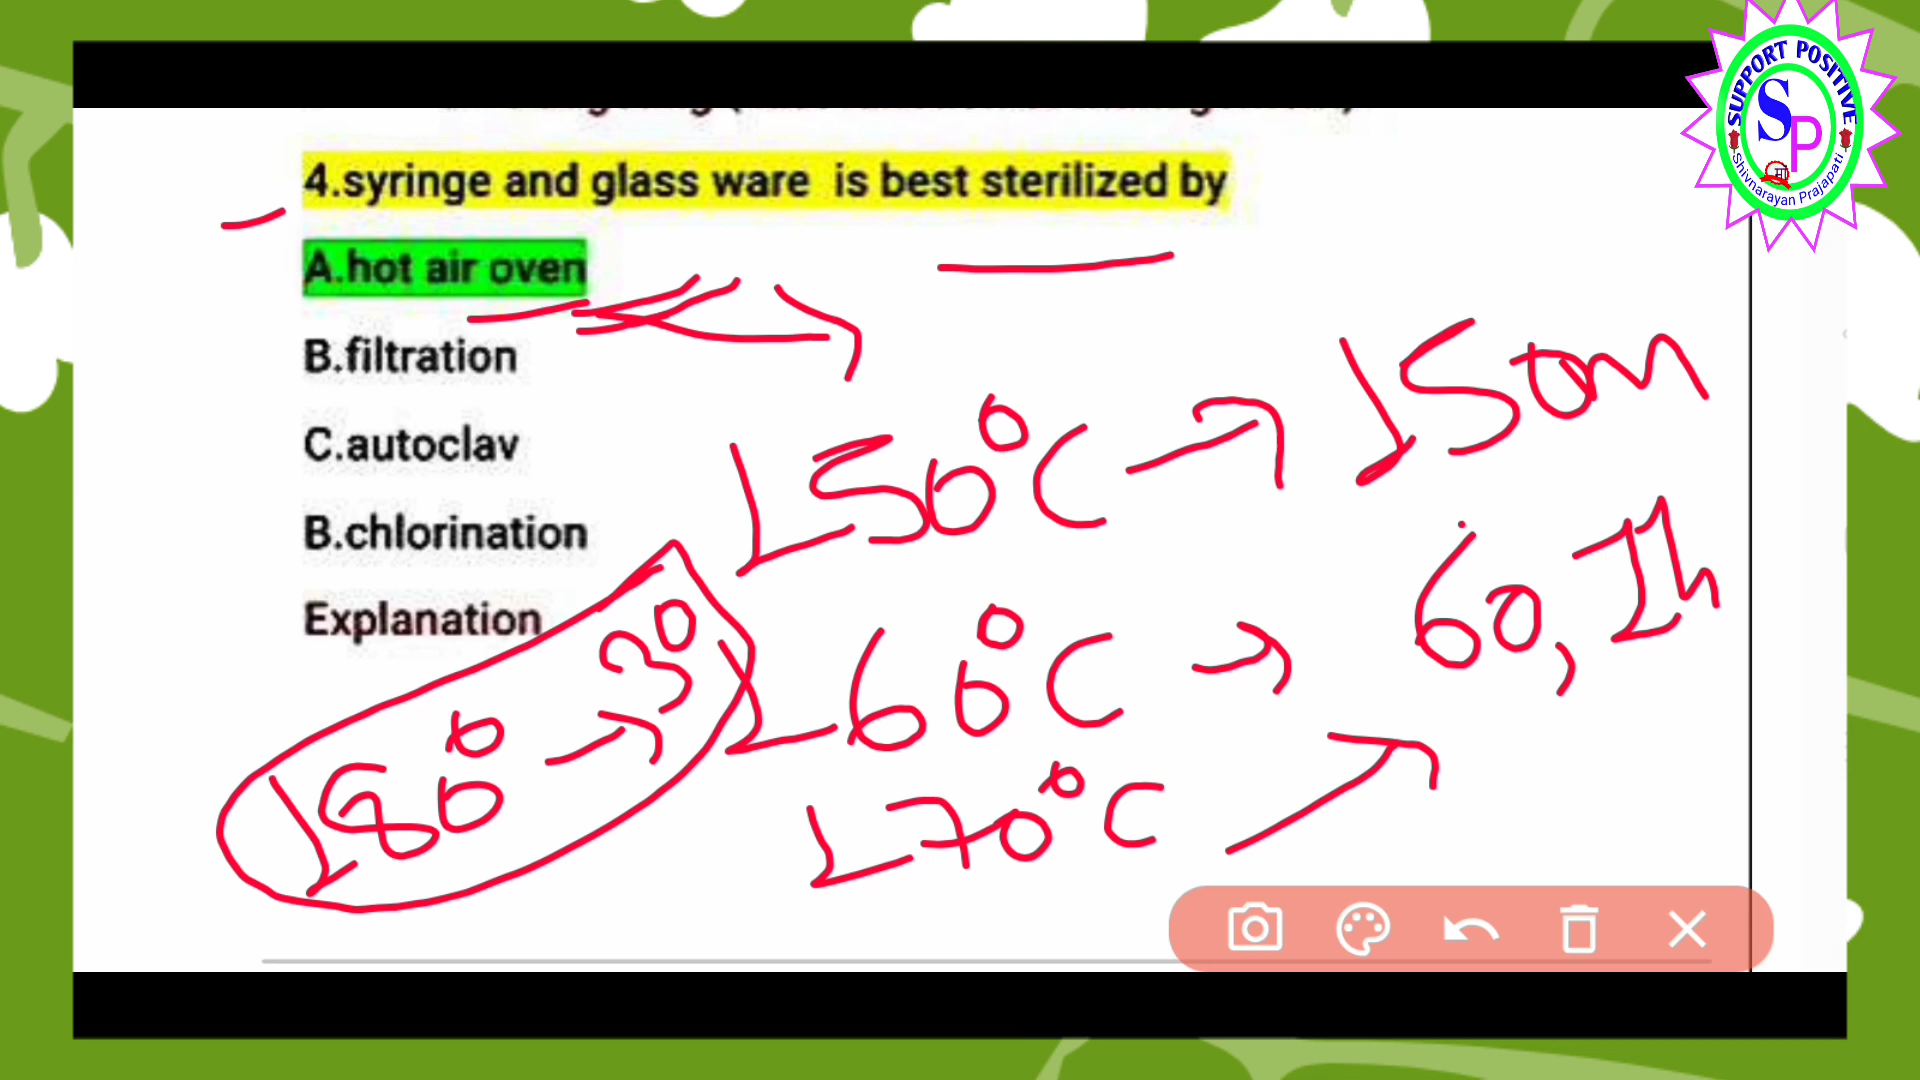 SUPPORT POSITIVE
SP
Shivnarayan Prajapati
4.syringe and glass ware is best sterilized by
A.hot air oven
B.filtration
C.autoclav
B.chlorination
Explanation
150°C → 150m
160°C → 60, 1h
170°C →
180° → 30